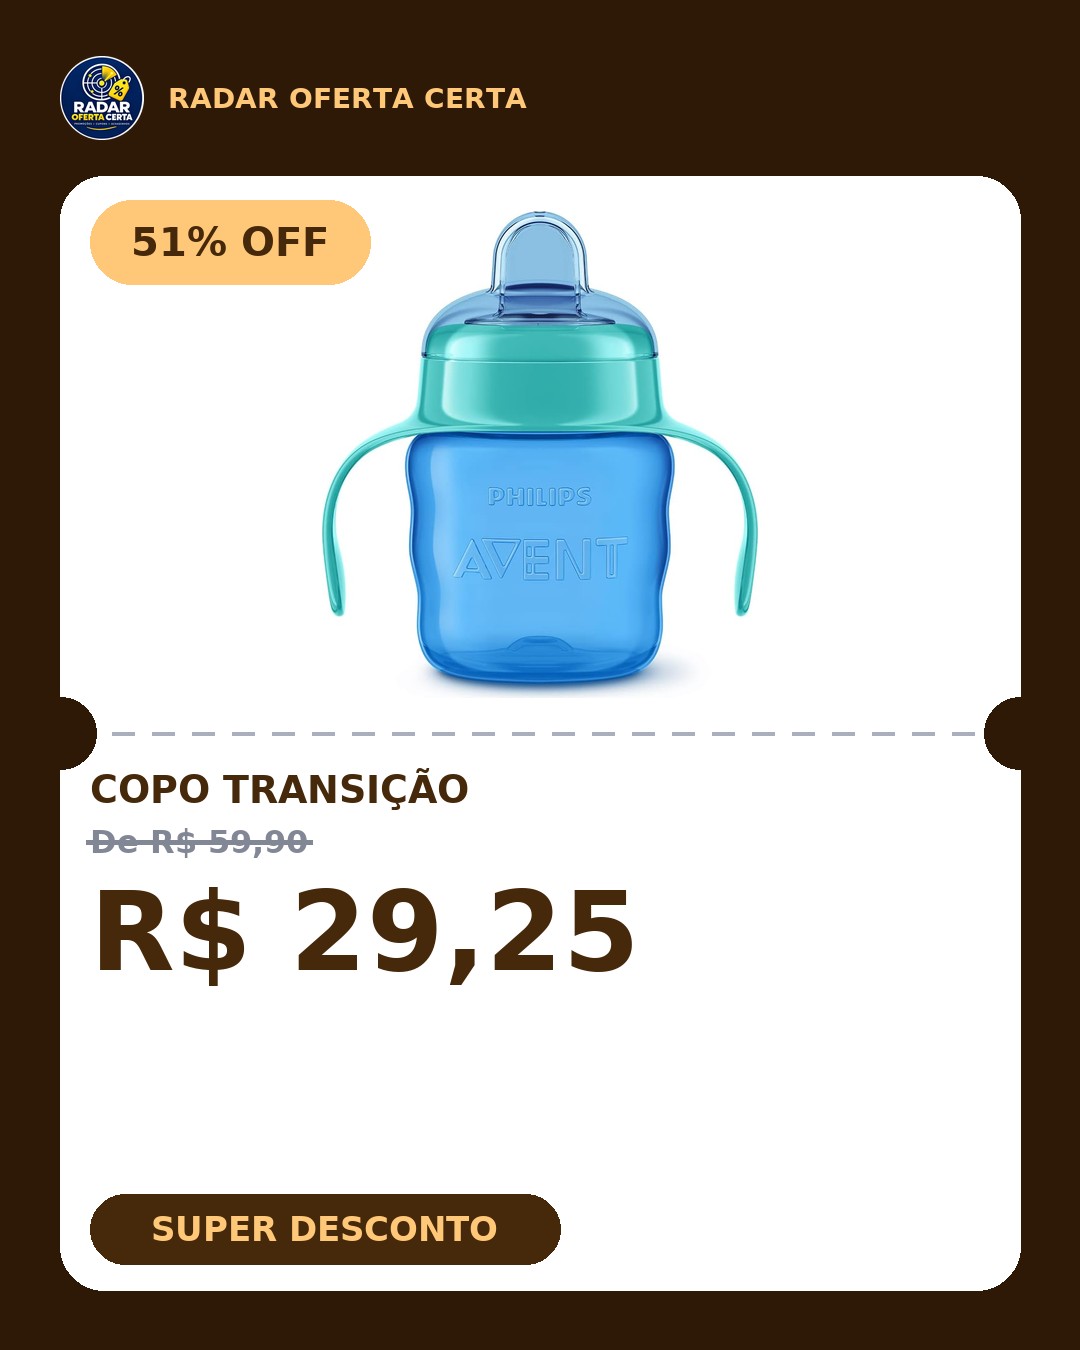 RADAR
OFERTA CERTA
RADAR OFERTA CERTA
51% OFF
PHILIPS
AVENT
COPO TRANSIÇÃO
De R$ 59,90
R$ 29,25
SUPER DESCONTO